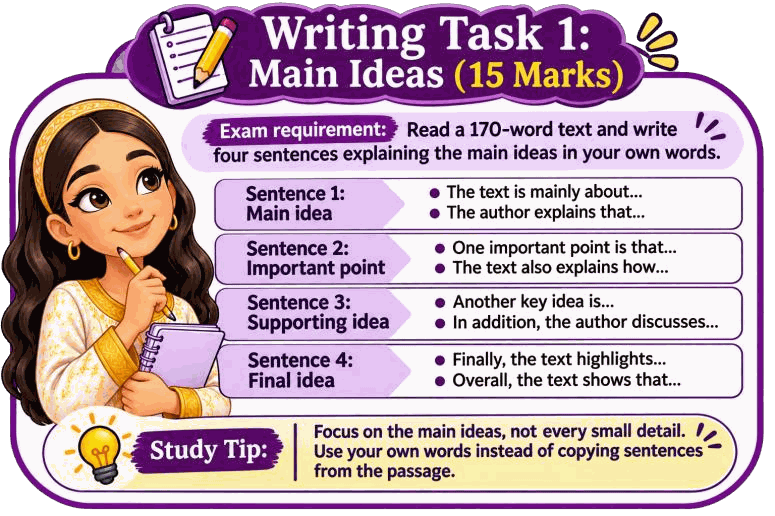 Writing Task 1:
Main Ideas (15 Marks)
Exam requirement: Read a 170-word text and write
four sentences explaining the main ideas in your own words.
Sentence 1:
Main idea
• The text is mainly about...
• The author explains that...
Sentence 2:
Important point
• One important point is that...
• The text also explains how...
Sentence 3:
Supporting idea
• Another key idea is...
• In addition, the author discusses...
Sentence 4:
Final idea
• Finally, the text highlights...
• Overall, the text shows that...
Study Tip:
Focus on the main ideas, not every small detail.
Use your own words instead of copying sentences
from the passage.